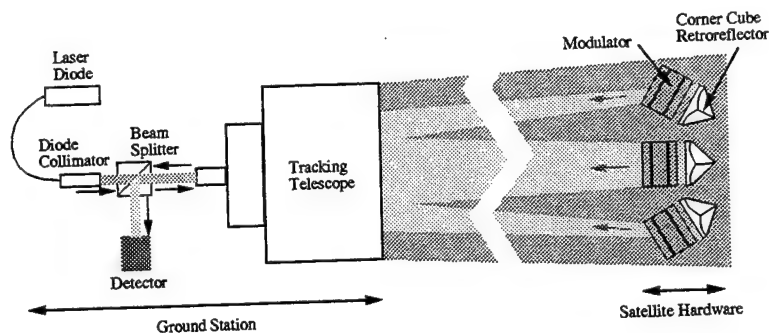 Corner Cube
Retroreflector
Modulator
Laser
Diode
Diode
Collimator
Beam
Splitter
Tracking
Telescope
Detector
Ground Station
Satellite Hardware